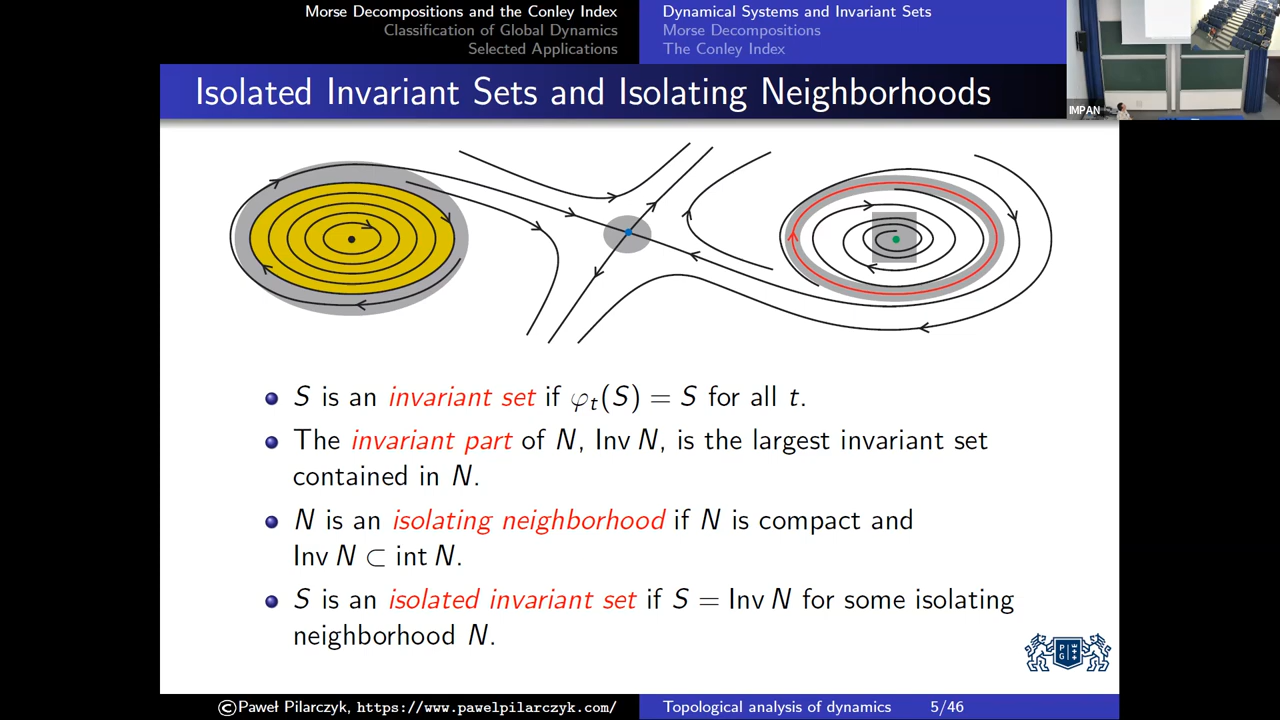 Morse Decompositions and the Conley Index
Classification of Global Dynamics
Selected Applications
Dynamical Systems and Invariant Sets
Morse Decompositions
The Conley Index
Isolated Invariant Sets and Isolating Neighborhoods
IMPAN
S is an invariant set if φₜ(S) = S for all t.
The invariant part of N, Inv N, is the largest invariant set
contained in N.
N is an isolating neighborhood if N is compact and
Inv N ⊂ int N.
S is an isolated invariant set if S = Inv N for some isolating
neighborhood N.
P G
©Paweł Pilarczyk, https://www.pawelpilarczyk.com/
Topological analysis of dynamics
5/46